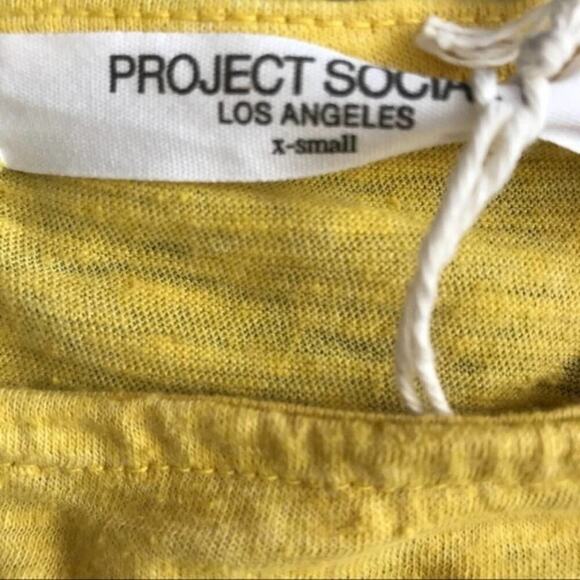 PROJECT SOCIA
LOS ANGELES
x-small